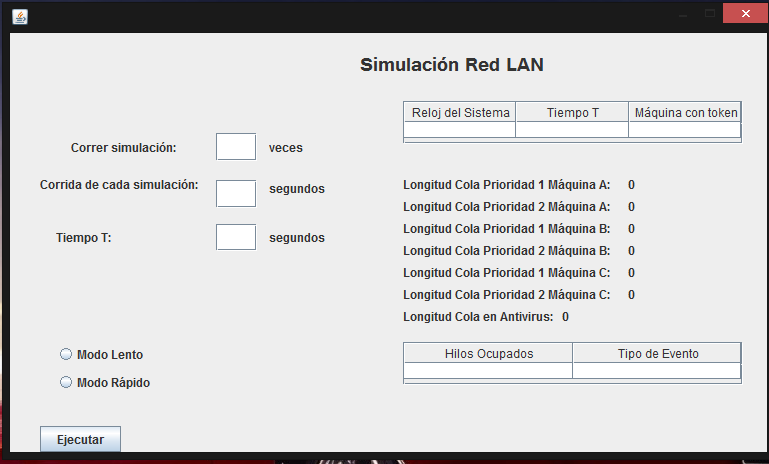 Simulación Red LAN
Correr simulación: veces
Corrida de cada simulación: segundos
Tiempo T: segundos
Modo Lento
Modo Rápido
Ejecutar
Reloj del Sistema Tiempo T Máquina con token
Longitud Cola Prioridad 1 Máquina A: 0
Longitud Cola Prioridad 2 Máquina A: 0
Longitud Cola Prioridad 1 Máquina B: 0
Longitud Cola Prioridad 2 Máquina B: 0
Longitud Cola Prioridad 1 Máquina C: 0
Longitud Cola Prioridad 2 Máquina C: 0
Longitud Cola en Antivirus: 0
Hilos Ocupados Tipo de Evento